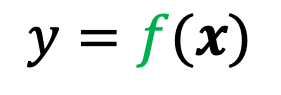 y = f(x)